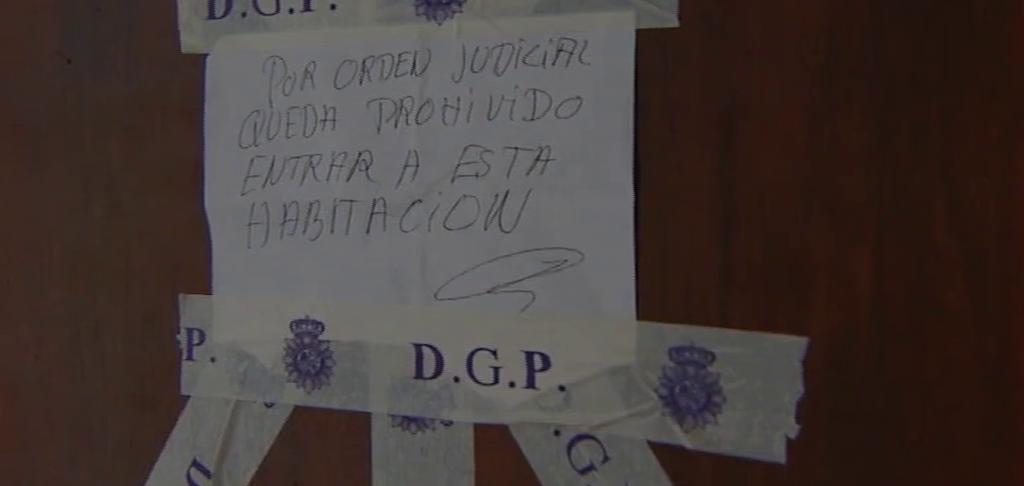 D.G.P.
POR ORDEN JUDICIAL
QUEDA PROHIVIDO
ENTRAR A ESTA
HABITACION
P. D.G.P.
.G